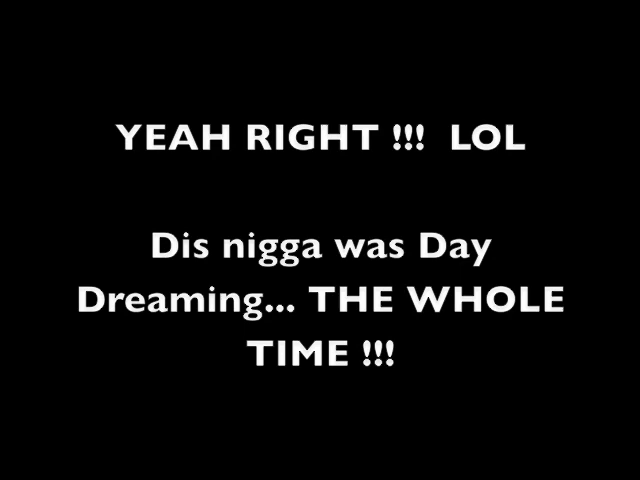 YEAH RIGHT !!! LOL
Dis nigga was Day
Dreaming... THE WHOLE
TIME !!!